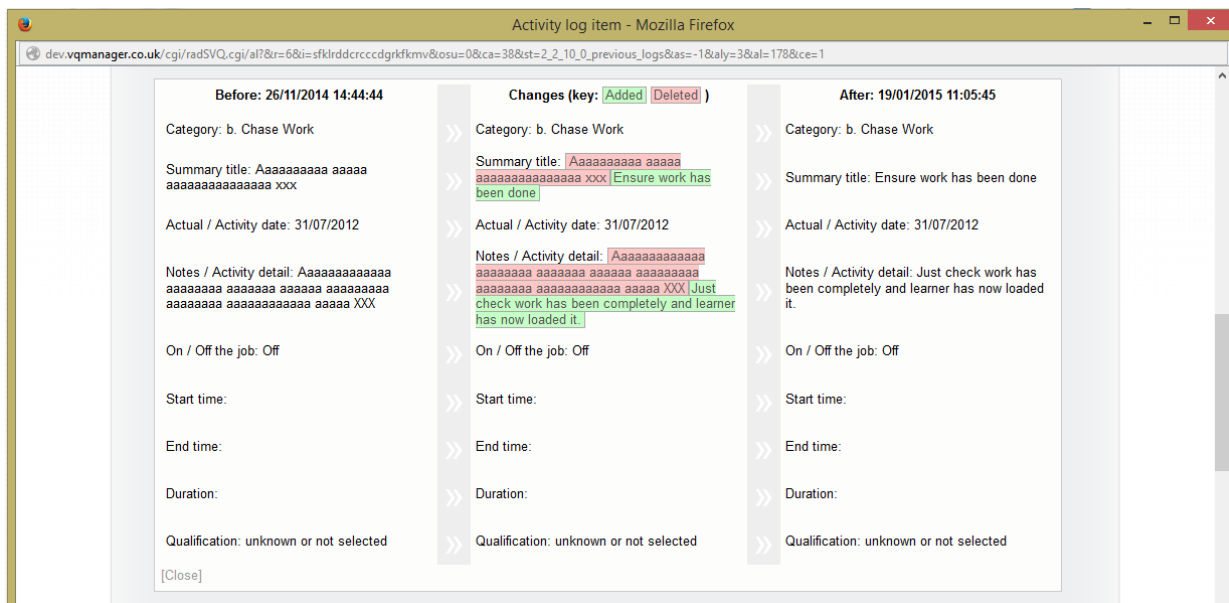 Activity log item - Mozilla Firefox
dev.vqmanager.co.uk/cgi/radSVQ.cgi/al?&r=6&i=sfklrddcrcccdgrkfkmv&osu=0&ca=38&st=2_2_10_0_previous_logs&as=-1&aly=3&al=178&ce=1
Before: 26/11/2014 14:44:44
Changes (key: Added Deleted )
After: 19/01/2015 11:05:45
Category: b. Chase Work
Category: b. Chase Work
Category: b. Chase Work
Summary title: Aaaaaaaaaa aaaaa
aaaaaaaaaaaaaaa xxx
Summary title: Aaaaaaaaaa aaaaa
aaaaaaaaaaaaaaa xxx Ensure work has
been done
Summary title: Ensure work has been done
Actual / Activity date: 31/07/2012
Actual / Activity date: 31/07/2012
Actual / Activity date: 31/07/2012
Notes / Activity detail: Aaaaaaaaaaaaa
aaaaaaaa aaaaaaa aaaaaa aaaaaaaaa
aaaaaaaa aaaaaaaaaaaa aaaaa XXX
Notes / Activity detail: Aaaaaaaaaaaaa
aaaaaaaa aaaaaaa aaaaaa aaaaaaaaa
aaaaaaaa aaaaaaaaaaaa aaaaa XXX Just
check work has been completely and learner
has now loaded it.
Notes / Activity detail: Just check work has
been completely and learner has now loaded
it.
On / Off the job: Off
On / Off the job: Off
On / Off the job: Off
Start time:
Start time:
Start time:
End time:
End time:
End time:
Duration:
Duration:
Duration:
Qualification: unknown or not selected
Qualification: unknown or not selected
Qualification: unknown or not selected
[Close]